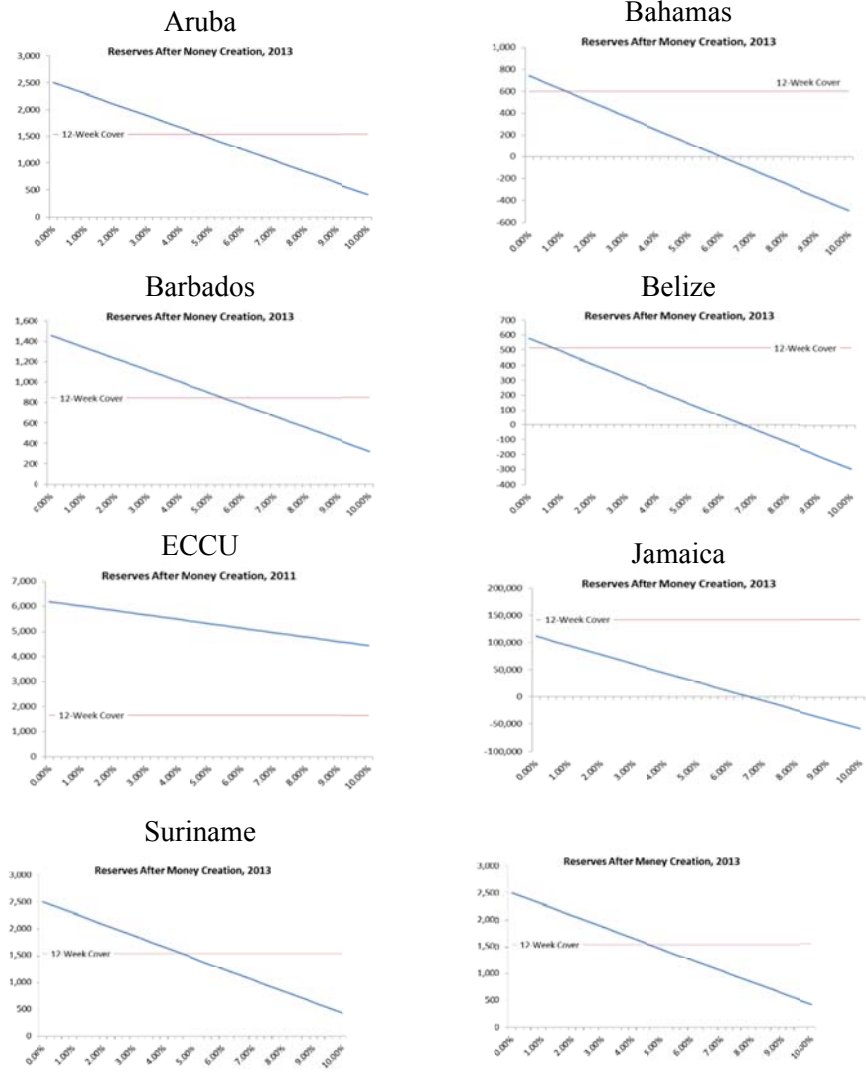 Aruba
Reserves After Money Creation, 2013
3,000
2,500
2,000
1,500
1,000
500
0
12-Week Cover
0.00% 1.00% 2.00% 3.00% 4.00% 5.00% 6.00% 7.00% 8.00% 9.00% 10.00%
Bahamas
Reserves After Money Creation, 2013
1,000
800
600
400
200
0
-200
-400
-600
12-Week Cover
0.00% 1.00% 2.00% 3.00% 4.00% 5.00% 6.00% 7.00% 8.00% 9.00% 10.00%
Barbados
Reserves After Money Creation, 2013
1,600
1,400
1,200
1,000
800
600
400
200
0
12-Week Cover
0.00% 1.00% 2.00% 3.00% 4.00% 5.00% 6.00% 7.00% 8.00% 9.00% 10.00%
Belize
Reserves After Money Creation, 2013
700
600
500
400
300
200
100
0
-100
-200
-300
-400
12-Week Cover
0.00% 1.00% 2.00% 3.00% 4.00% 5.00% 6.00% 7.00% 8.00% 9.00% 10.00%
ECCU
Reserves After Money Creation, 2011
7,000
6,000
5,000
4,000
3,000
2,000
1,000
0
12-Week Cover
0.00% 1.00% 2.00% 3.00% 4.00% 5.00% 6.00% 7.00% 8.00% 9.00% 10.00%
Jamaica
Reserves After Money Creation, 2013
200,000
150,000
100,000
50,000
0
-50,000
-100,000
12-Week Cover
0.00% 1.00% 2.00% 3.00% 4.00% 5.00% 6.00% 7.00% 8.00% 9.00% 10.00%
Suriname
Reserves After Money Creation, 2013
3,000
2,500
2,000
1,500
1,000
500
0
12-Week Cover
0.00% 1.00% 2.00% 3.00% 4.00% 5.00% 6.00% 7.00% 8.00% 9.00% 10.00%
Reserves After Money Creation, 2013
3,000
2,500
2,000
1,500
1,000
500
0
12-Week Cover
0.00% 1.00% 2.00% 3.00% 4.00% 5.00% 6.00% 7.00% 8.00% 9.00% 10.00%